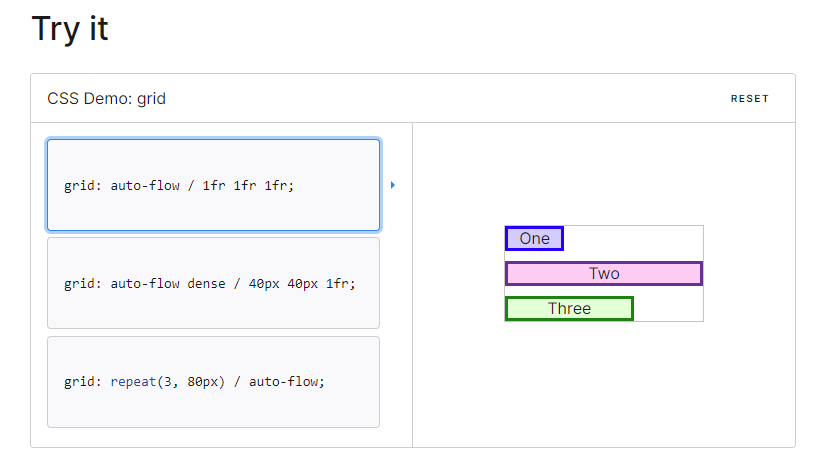 Try it
CSS Demo: grid
RESET
grid: auto-flow / 1fr 1fr 1fr;
grid: auto-flow dense / 40px 40px 1fr;
grid: repeat(3, 80px) / auto-flow;
One
Two
Three